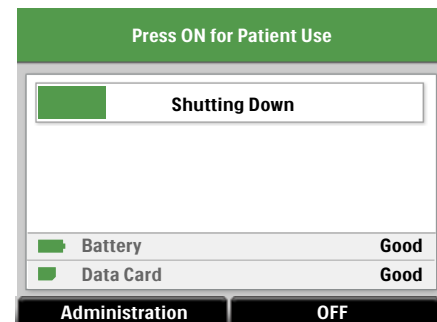 Press ON for Patient Use
Shutting Down
Battery Good
Data Card Good
Administration OFF